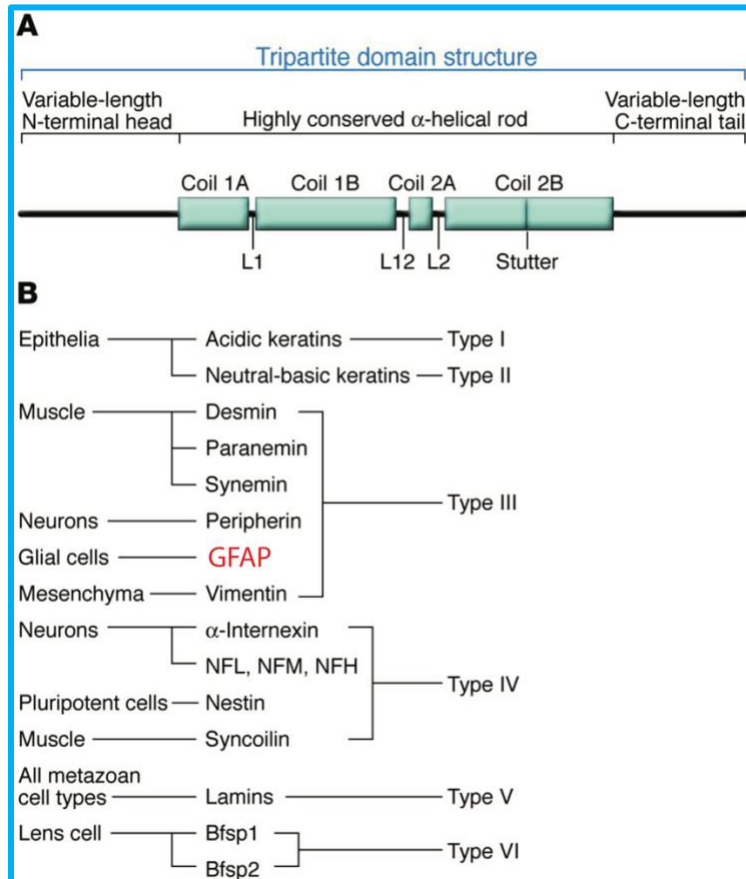 A
Tripartite domain structure
Variable-length
N-terminal head
Highly conserved α-helical rod
Variable-length
C-terminal tail
Coil 1A
Coil 1B
Coil 2A
Coil 2B
L1
L12
L2
Stutter
B
Epithelia
Acidic keratins
Type I
Neutral-basic keratins
Type II
Muscle
Desmin
Paranemin
Synemin
Type III
Neurons
Peripherin
Glial cells
GFAP
Mesenchyma
Vimentin
Neurons
α-Internexin
NFL, NFM, NFH
Type IV
Pluripotent cells
Nestin
Muscle
Syncoilin
All metazoan
cell types
Lamins
Type V
Lens cell
Bfsp1
Type VI
Bfsp2